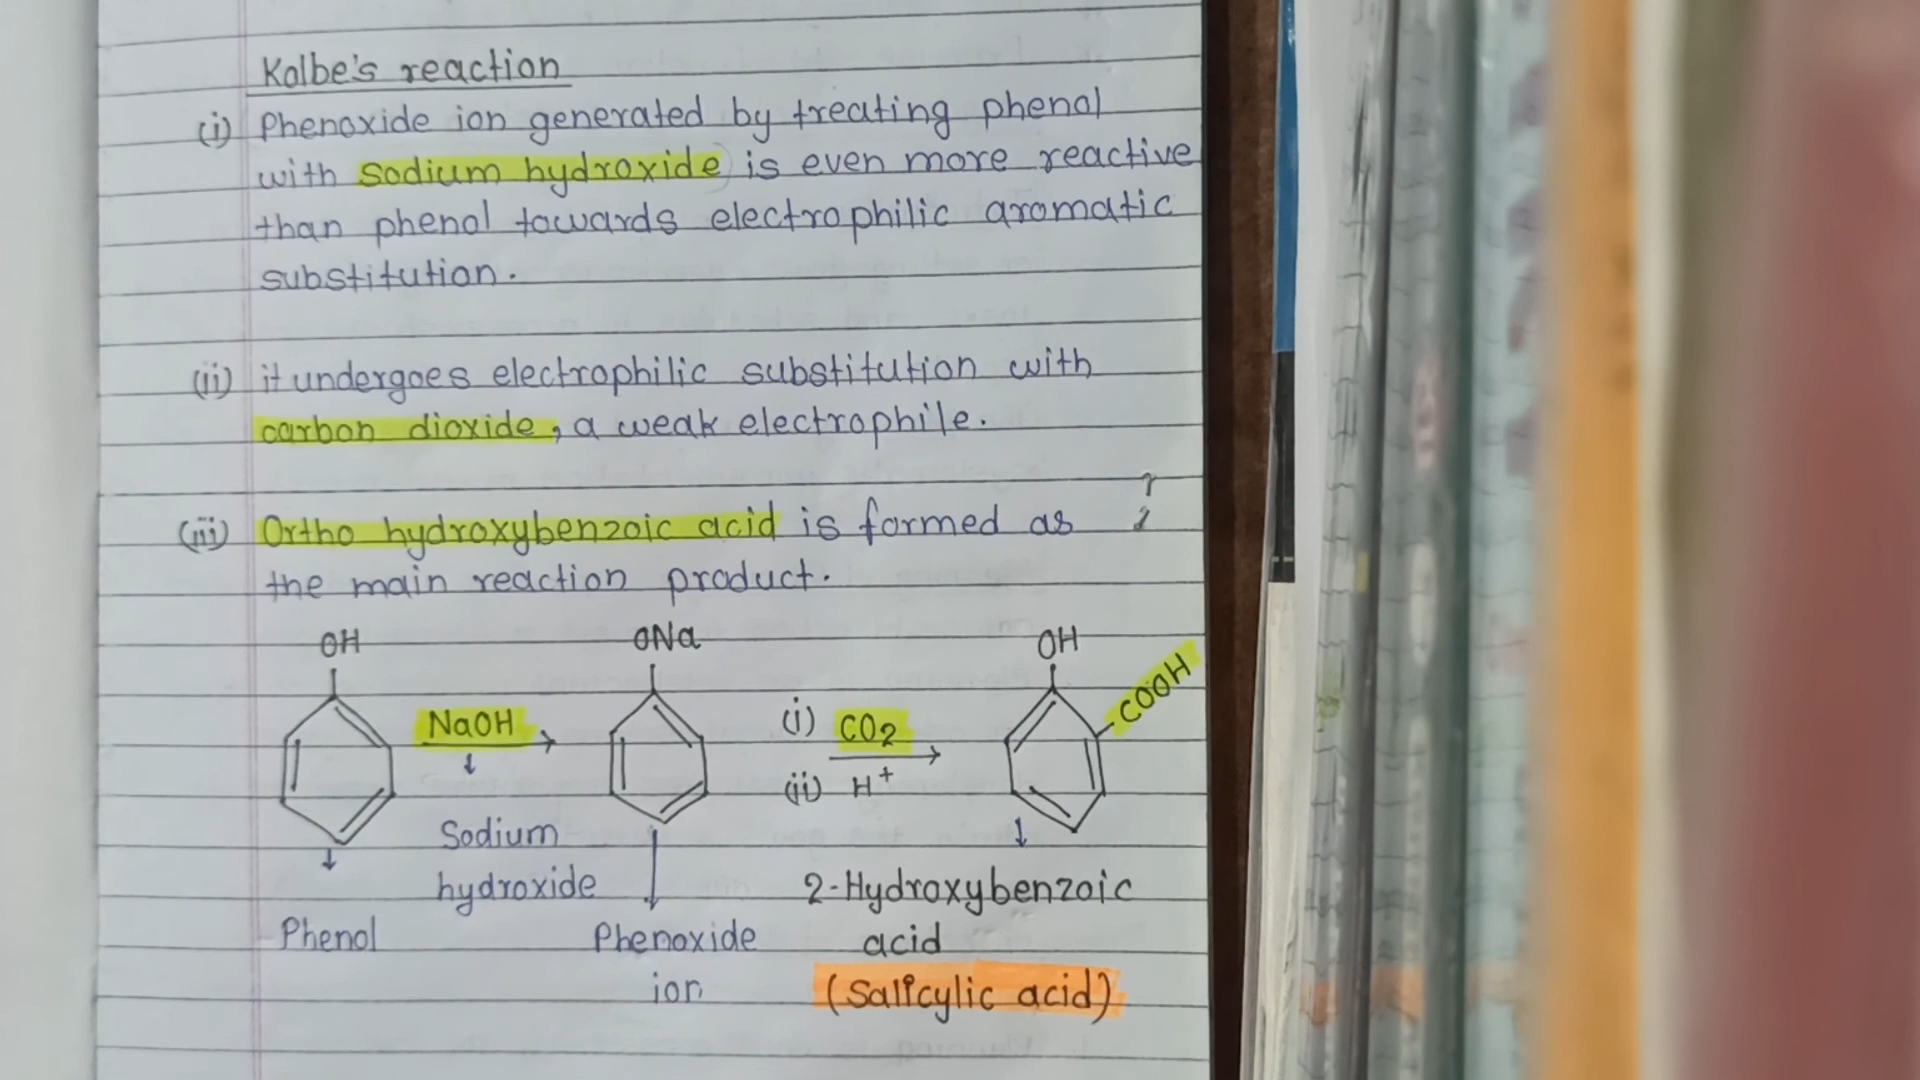 Kolbe's reaction
(i) Phenoxide ion generated by treating phenol
with sodium hydroxide is even more reactive
than phenol towards electrophilic aromatic
substitution.
(ii) it undergoes electrophilic substitution with
carbon dioxide, a weak electrophile.
(iii) Ortho hydroxybenzoic acid is formed as
the main reaction product.
OH ONa OH
COOH
NaOH → (i) CO2 →
↓ (ii) H+
Sodium
hydroxide
↓ ↓ ↓
Phenol
Phenoxide
ion
2-Hydroxybenzoic
acid
(Salicylic acid)